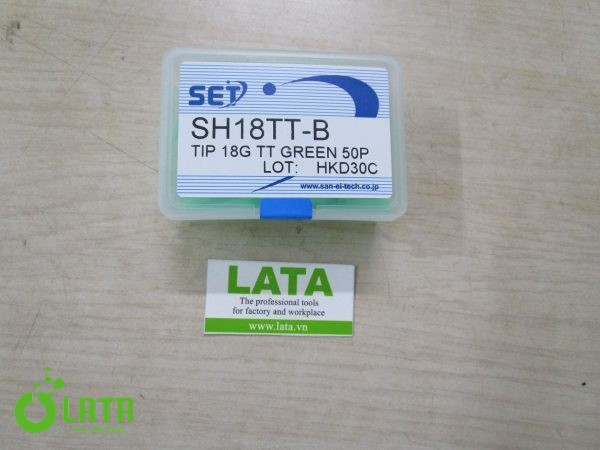 SET
SH18TT-B
TIP 18G TT GREEN 50P
LOT: HKD30C
www.san-ei-tech.co.jp
LATA
The professional tools
for factory and workplace
www.lata.vn
LATA